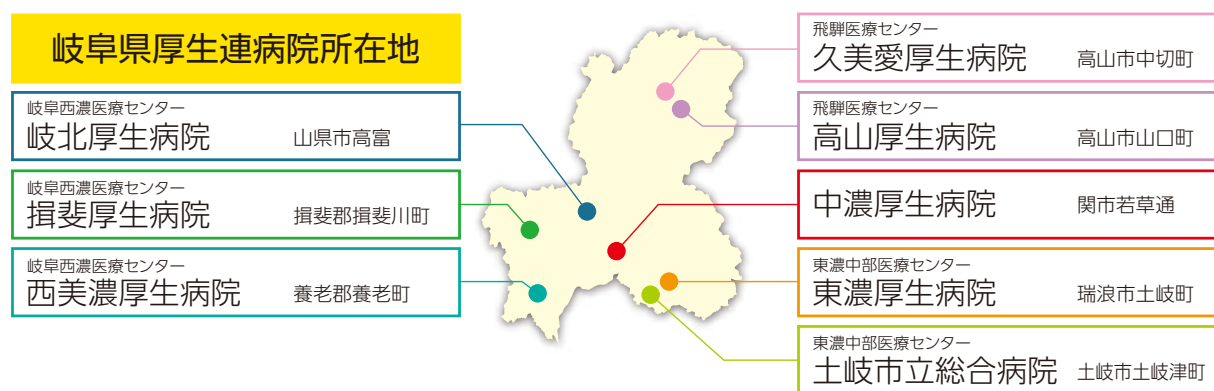 岐阜県厚生連病院所在地
岐阜西濃医療センター
岐北厚生病院 山県市高富
岐阜西濃医療センター
揖斐厚生病院 揖斐郡揖斐川町
岐阜西濃医療センター
西美濃厚生病院 養老郡養老町
飛騨医療センター
久美愛厚生病院 高山市中切町
飛騨医療センター
高山厚生病院 高山市山口町
中濃厚生病院 関市若草通
東濃中部医療センター
東濃厚生病院 瑞浪市土岐町
東濃中部医療センター
土岐市立総合病院 土岐市土岐津町